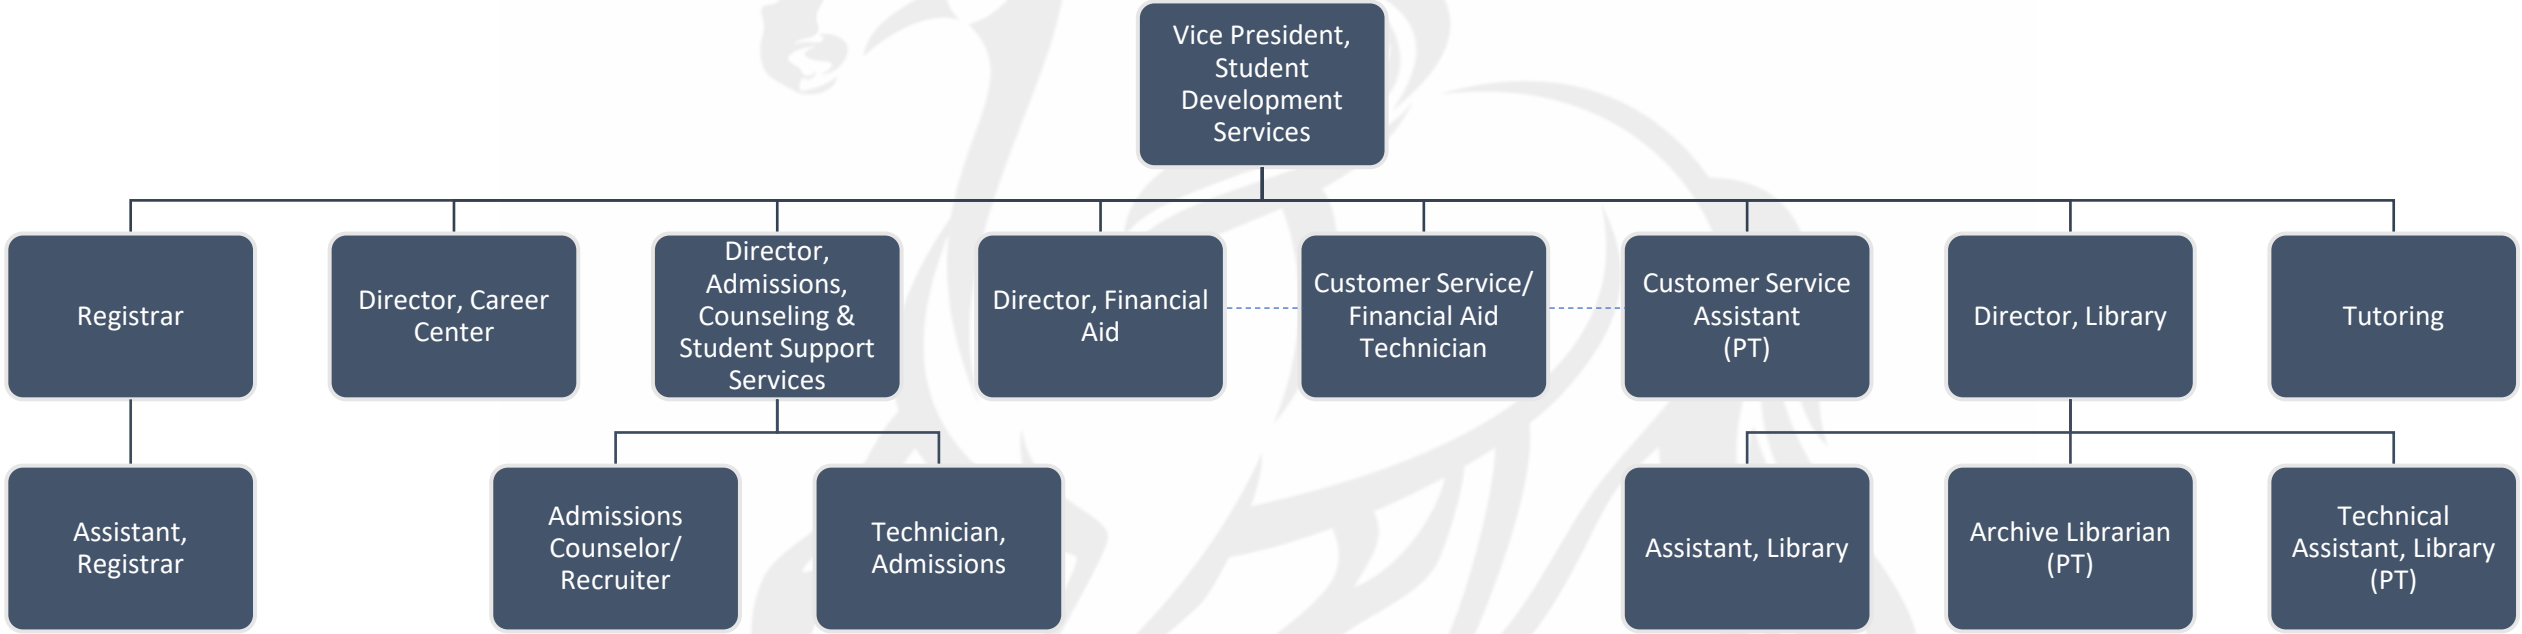 Vice President,
Student
Development
Services
Registrar
Director, Career
Center
Director,
Admissions,
Counseling &
Student Support
Services
Director, Financial
Aid
Customer Service/
Financial Aid
Technician
Customer Service
Assistant
(PT)
Director, Library
Tutoring
Assistant,
Registrar
Admissions
Counselor/
Recruiter
Technician,
Admissions
Assistant, Library
Archive Librarian
(PT)
Technical
Assistant, Library
(PT)